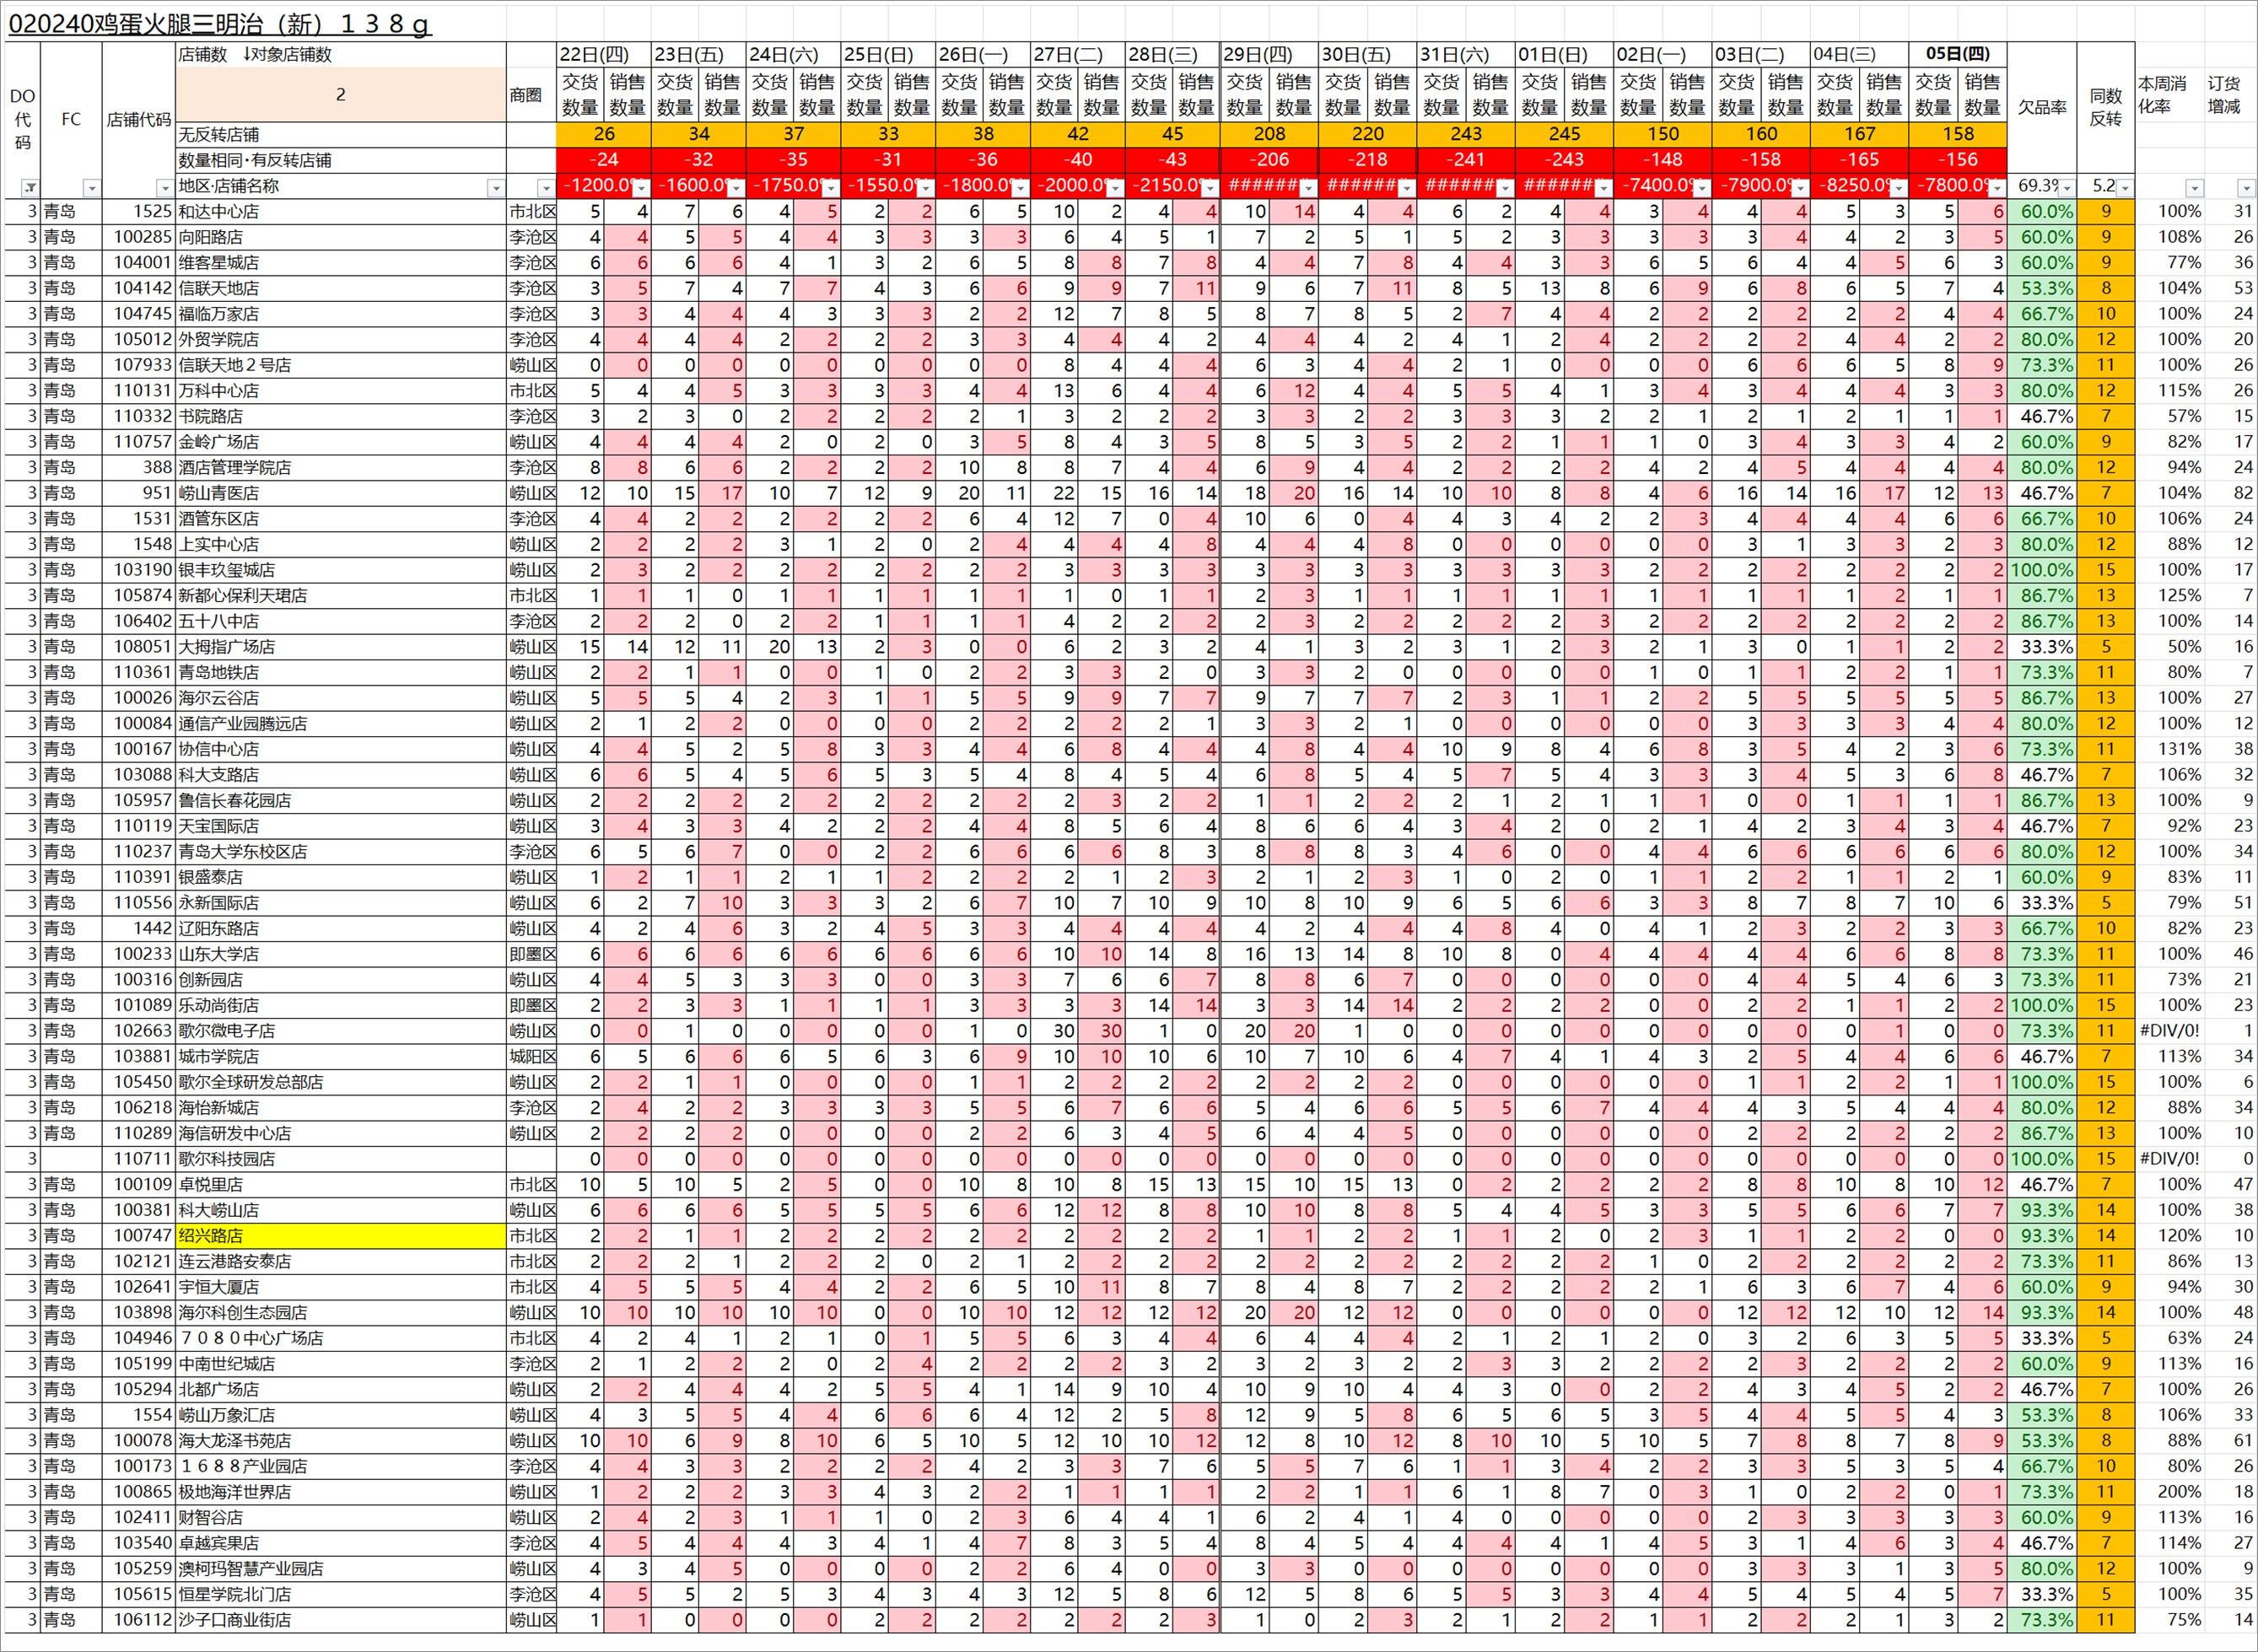 020240鸡蛋火腿三明治（新）１３８ｇ
DO代码 FC 店铺代码 店铺数 ↓对象店铺数 商圈 22日(四) 23日(五) 24日(六) 25日(日) 26日(一) 27日(二) 28日(三) 29日(四) 30日(五) 31日(六) 01日(日) 02日(一) 03日(二) 04日(三) 05日(四) 欠品率 同数反转 本周消化率 订货增减
2 交货数量 销售数量 交货数量 销售数量 交货数量 销售数量 交货数量 销售数量 交货数量 销售数量 交货数量 销售数量 交货数量 销售数量 交货数量 销售数量 交货数量 销售数量 交货数量 销售数量 交货数量 销售数量 交货数量 销售数量 交货数量 销售数量 交货数量 销售数量 交货数量 销售数量
无反转店铺 26 34 37 33 38 42 45 208 220 243 245 150 160 167 158
数量相同·有反转店铺 -24 -32 -35 -31 -36 -40 -43 -206 -218 -241 -243 -148 -158 -165 -156
地区·店铺名称 -1200.0% -1600.0% -1750.0% -1550.0% -1800.0% -2000.0% -2150.0% ###### ###### ###### ###### -7400.0% -7900.0% -8250.0% -7800.0% 69.3% 5.2
3 青岛 1525 和达中心店 市北区 5 4 7 6 4 5 2 2 6 5 10 2 4 4 10 14 4 4 6 2 4 4 3 4 4 4 5 3 5 6 60.0% 9 100% 31
3 青岛 100285 向阳路店 李沧区 4 4 5 5 4 4 3 3 3 3 6 4 5 1 7 2 5 1 5 2 3 3 3 3 3 4 4 2 3 5 60.0% 9 108% 26
3 青岛 104001 维客星城店 李沧区 6 6 6 6 4 1 3 2 6 5 8 8 7 8 4 4 7 8 4 4 3 3 6 5 6 4 4 5 6 3 60.0% 9 77% 36
3 青岛 104142 信联天地店 李沧区 3 5 7 4 7 7 4 3 6 6 9 9 7 11 9 6 7 11 8 5 13 8 6 9 6 8 6 5 7 4 53.3% 8 104% 53
3 青岛 104745 福临万家店 李沧区 3 3 4 4 4 3 3 3 2 2 12 7 8 5 8 7 8 5 2 7 4 4 2 2 2 2 2 2 4 4 66.7% 10 100% 24
3 青岛 105012 外贸学院店 李沧区 4 4 4 4 2 2 2 2 3 3 4 4 4 2 4 4 4 2 4 1 2 4 2 2 2 2 4 4 2 2 80.0% 12 100% 20
3 青岛 107933 信联天地２号店 崂山区 0 0 0 0 0 0 0 0 0 0 8 4 4 4 6 3 4 4 2 1 0 0 0 0 6 6 6 5 8 9 73.3% 11 100% 26
3 青岛 110131 万科中心店 市北区 5 4 4 5 3 3 3 3 4 4 13 6 4 4 6 12 4 4 5 5 4 1 3 4 3 4 4 4 3 3 80.0% 12 115% 26
3 青岛 110332 书院路店 李沧区 3 2 3 0 2 2 2 2 2 1 3 2 2 2 3 3 2 2 3 3 3 2 2 1 2 1 2 1 1 1 46.7% 7 57% 15
3 青岛 110757 金岭广场店 崂山区 4 4 4 4 2 0 2 0 3 5 8 4 3 5 8 5 3 5 2 2 1 1 1 0 3 4 3 3 4 2 60.0% 9 82% 17
3 青岛 388 酒店管理学院店 李沧区 8 8 6 6 2 2 2 2 10 8 8 7 4 4 6 9 4 4 2 2 2 2 4 2 4 5 4 4 4 4 80.0% 12 94% 24
3 青岛 951 崂山青医店 崂山区 12 10 15 17 10 7 12 9 20 11 22 15 16 14 18 20 16 14 10 10 8 8 4 6 16 14 16 17 12 13 46.7% 7 104% 82
3 青岛 1531 酒管东区店 李沧区 4 4 2 2 2 2 2 2 6 4 12 7 0 4 10 6 0 4 4 3 4 2 2 3 4 4 4 4 6 6 66.7% 10 106% 24
3 青岛 1548 上实中心店 崂山区 2 2 2 2 3 1 2 0 2 4 4 4 4 8 4 4 4 8 0 0 0 0 0 0 3 1 3 3 2 3 80.0% 12 88% 12
3 青岛 103190 银丰玖玺城店 崂山区 2 3 2 2 2 2 2 2 2 2 3 3 3 3 3 3 3 3 3 3 3 3 2 2 2 2 2 2 2 2 100.0% 15 100% 17
3 青岛 105874 新都心保利天珺店 市北区 1 1 1 0 1 1 1 1 1 1 1 0 1 1 2 3 1 1 1 1 1 1 1 1 1 1 1 2 1 1 86.7% 13 125% 7
3 青岛 106402 五十八中店 李沧区 2 2 2 0 2 2 1 1 1 1 4 2 2 2 2 3 2 2 2 2 2 3 2 2 2 2 2 2 2 2 86.7% 13 100% 14
3 青岛 108051 大拇指广场店 崂山区 15 14 12 11 20 13 2 3 0 0 6 2 3 2 4 1 3 2 3 1 2 3 2 1 3 0 1 1 2 2 33.3% 5 50% 16
3 青岛 110361 青岛地铁店 崂山区 2 2 1 1 0 0 1 0 2 2 3 3 2 0 3 3 2 0 0 0 0 0 1 0 1 1 2 2 1 1 73.3% 11 80% 7
3 青岛 100026 海尔云谷店 崂山区 5 5 5 4 2 3 1 1 5 5 9 9 7 7 9 7 7 7 2 3 1 1 2 2 5 5 5 5 5 5 86.7% 13 100% 27
3 青岛 100084 通信产业园腾远店 崂山区 2 1 2 2 0 0 0 0 2 2 2 2 2 1 3 3 2 1 0 0 0 0 0 0 3 3 3 3 4 4 80.0% 12 100% 12
3 青岛 100167 协信中心店 崂山区 4 4 5 2 5 8 3 3 4 4 6 8 4 4 4 8 4 4 10 9 8 4 6 8 3 5 4 2 3 6 73.3% 11 131% 38
3 青岛 103088 科大支路店 崂山区 6 6 5 4 5 6 5 3 5 4 8 4 5 4 6 8 5 4 5 7 5 4 3 3 3 4 5 3 6 8 46.7% 7 106% 32
3 青岛 105957 鲁信长春花园店 崂山区 2 2 2 2 2 2 2 2 2 2 2 3 2 2 1 1 2 2 2 1 2 1 1 1 0 0 1 1 1 1 86.7% 13 100% 9
3 青岛 110119 天宝国际店 崂山区 3 4 3 3 4 2 2 2 4 4 8 5 6 4 8 6 6 4 3 4 2 0 2 1 4 2 3 4 3 4 46.7% 7 92% 23
3 青岛 110237 青岛大学东校区店 李沧区 6 5 6 7 0 0 2 2 6 6 6 6 8 3 8 8 8 3 4 6 0 0 4 4 6 6 6 6 6 6 80.0% 12 100% 34
3 青岛 110391 银盛泰店 崂山区 1 2 1 1 2 1 1 2 2 2 2 1 2 3 2 1 2 3 1 0 2 0 1 1 2 2 1 1 2 1 60.0% 9 83% 11
3 青岛 110556 永新国际店 崂山区 6 2 7 10 3 3 3 2 6 7 10 7 10 9 10 8 10 9 6 5 6 6 3 3 8 7 8 7 10 6 33.3% 5 79% 51
3 青岛 1442 辽阳东路店 崂山区 4 2 4 6 3 2 4 5 3 3 4 4 4 4 4 2 4 4 4 8 4 0 4 1 2 3 2 2 3 3 66.7% 10 82% 23
3 青岛 100233 山东大学店 即墨区 6 6 6 6 6 6 6 6 6 6 10 10 14 8 16 13 14 8 10 8 0 4 4 4 4 4 6 6 8 8 73.3% 11 100% 46
3 青岛 100316 创新园店 崂山区 4 4 5 3 3 3 0 0 3 3 7 6 6 7 8 8 6 7 0 0 0 0 0 0 4 4 5 4 6 3 73.3% 11 73% 21
3 青岛 101089 乐动尚街店 即墨区 2 2 3 3 1 1 1 1 3 3 3 3 14 14 3 3 14 14 2 2 2 2 0 0 2 2 1 1 2 2 100.0% 15 100% 23
3 青岛 102663 歌尔微电子店 崂山区 0 0 1 0 0 0 0 0 1 0 30 30 1 0 20 20 1 0 0 0 0 0 0 0 0 0 0 1 0 0 73.3% 11 #DIV/0! 1
3 青岛 103881 城市学院店 城阳区 6 5 6 6 6 5 6 3 6 9 10 10 10 6 10 7 10 6 4 7 4 1 4 3 2 5 4 4 6 6 46.7% 7 113% 34
3 青岛 105450 歌尔全球研发总部店 崂山区 2 2 1 1 0 0 0 0 1 1 2 2 2 2 2 2 2 2 0 0 0 0 0 0 1 1 2 2 1 1 100.0% 15 100% 6
3 青岛 106218 海怡新城店 李沧区 2 4 2 2 3 3 3 3 5 5 6 7 6 6 5 4 6 6 5 5 6 7 4 4 4 3 5 4 4 4 80.0% 12 88% 34
3 青岛 110289 海信研发中心店 崂山区 2 2 2 2 0 0 0 0 2 2 6 3 4 5 6 4 4 5 0 0 0 0 0 0 2 2 2 2 2 2 86.7% 13 100% 10
3 110711 歌尔科技园店 0 0 0 0 0 0 0 0 0 0 0 0 0 0 0 0 0 0 0 0 0 0 0 0 0 0 0 0 0 0 100.0% 15 #DIV/0! 0
3 青岛 100109 卓悦里店 市北区 10 5 10 5 2 5 0 0 10 8 10 8 15 13 15 10 15 13 0 2 2 2 2 2 8 8 10 8 10 12 46.7% 7 100% 47
3 青岛 100381 科大崂山店 崂山区 6 6 6 6 5 5 5 5 6 6 12 12 8 8 10 10 8 8 5 4 4 5 3 3 5 5 6 6 7 7 93.3% 14 100% 38
3 青岛 100747 绍兴路店 市北区 2 2 1 1 2 2 2 2 2 2 2 2 2 2 1 1 2 2 1 1 2 0 2 3 1 1 2 2 0 0 93.3% 14 120% 10
3 青岛 102121 连云港路安泰店 市北区 2 2 2 1 2 2 2 0 2 1 2 2 2 2 2 2 2 2 2 2 2 2 1 0 2 2 2 2 2 2 73.3% 11 86% 13
3 青岛 102641 宇恒大厦店 市北区 4 5 5 5 4 4 2 2 6 5 10 11 8 7 8 4 8 7 2 2 2 2 2 1 6 3 6 7 4 6 60.0% 9 94% 30
3 青岛 103898 海尔科创生态园店 崂山区 10 10 10 10 10 10 0 0 10 10 12 12 12 12 20 20 12 12 0 0 0 0 0 0 12 12 12 10 12 14 93.3% 14 100% 48
3 青岛 104946 ７０８０中心广场店 市北区 4 2 4 1 2 1 0 1 5 5 6 3 4 4 6 4 4 4 2 1 2 1 2 0 3 2 6 3 5 5 33.3% 5 63% 24
3 青岛 105199 中南世纪城店 李沧区 2 1 2 2 2 0 2 4 2 2 2 2 3 2 3 2 3 2 2 3 3 2 2 2 2 3 2 2 2 2 60.0% 9 113% 16
3 青岛 105294 北都广场店 崂山区 2 2 4 4 4 2 5 5 4 1 14 9 10 4 10 9 10 4 4 3 0 0 2 2 4 3 4 5 2 2 46.7% 7 100% 26
3 青岛 1554 崂山万象汇店 崂山区 4 3 5 5 4 4 6 6 6 4 12 2 5 8 12 9 5 8 6 5 6 5 3 5 4 4 5 5 4 3 53.3% 8 106% 33
3 青岛 100078 海大龙泽书苑店 崂山区 10 10 6 9 8 10 6 5 10 5 12 10 10 12 12 8 10 12 8 10 10 5 10 5 7 8 8 7 8 9 53.3% 8 88% 61
3 青岛 100173 １６８８产业园店 李沧区 4 4 3 3 2 2 2 2 4 2 3 3 7 6 5 5 7 6 1 1 3 4 2 2 3 3 5 3 5 4 66.7% 10 80% 26
3 青岛 100865 极地海洋世界店 崂山区 1 2 2 2 3 3 4 3 2 2 1 1 1 1 2 2 1 1 6 1 8 7 0 3 1 0 2 2 0 1 73.3% 11 200% 18
3 青岛 102411 财智谷店 崂山区 2 4 2 3 1 1 1 0 2 3 6 4 4 1 6 2 4 1 4 0 0 0 0 0 2 3 3 3 3 3 60.0% 9 113% 16
3 青岛 103540 卓越宾果店 李沧区 4 5 4 4 4 3 4 1 4 7 8 3 5 4 8 4 5 4 4 4 4 1 4 5 3 1 4 6 3 4 46.7% 7 114% 27
3 青岛 105259 澳柯玛智慧产业园店 崂山区 4 3 4 5 0 0 0 0 2 2 6 4 0 0 3 3 0 0 0 0 0 0 0 0 3 3 3 1 3 5 80.0% 12 100% 9
3 青岛 105615 恒星学院北门店 李沧区 4 5 5 2 5 3 4 3 4 3 12 5 8 6 12 5 8 6 5 5 3 3 4 4 5 4 5 4 5 7 33.3% 5 100% 35
3 青岛 106112 沙子口商业街店 崂山区 1 1 0 0 0 0 2 2 2 2 2 2 2 3 1 0 2 3 2 1 2 2 1 1 2 2 2 1 3 2 73.3% 11 75% 14